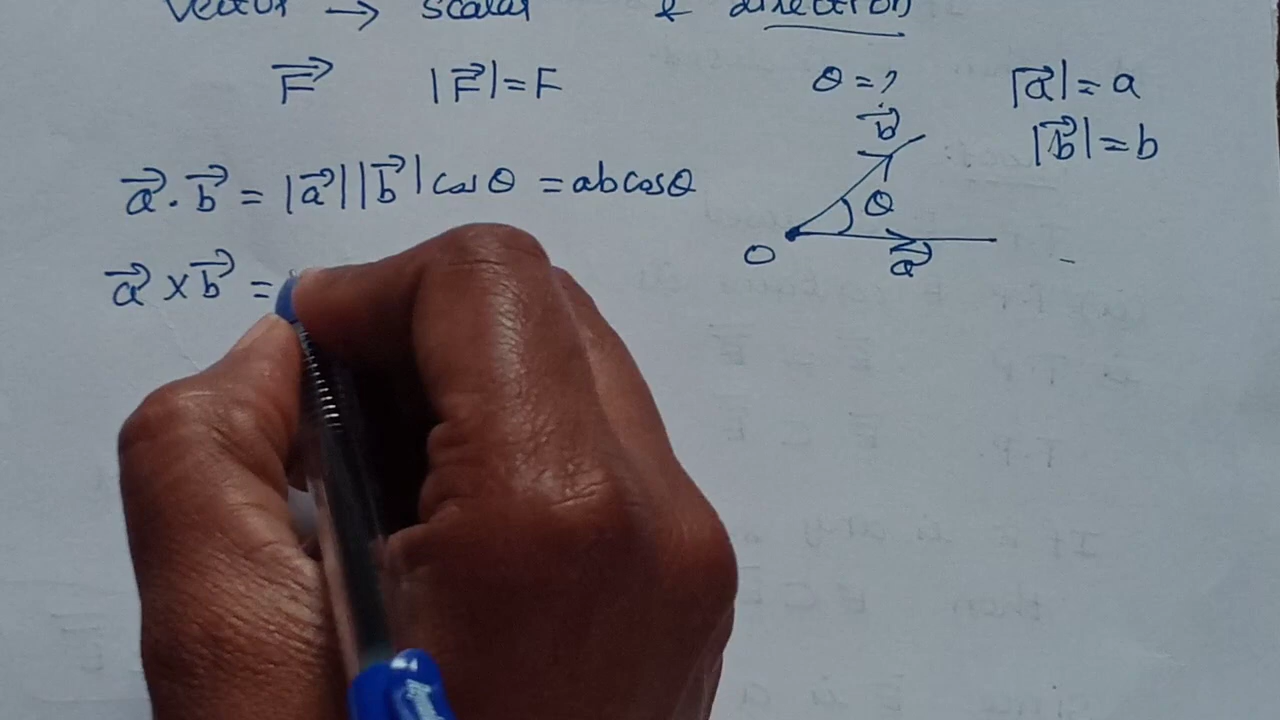 Vector → scalar & direction
F⃗ |F⃗| = F
θ = ? |a⃗| = a
b⃗ |b⃗| = b
a⃗ . b⃗ = |a⃗| |b⃗| cos θ = ab cos θ
θ
O a⃗
a⃗ × b⃗ =